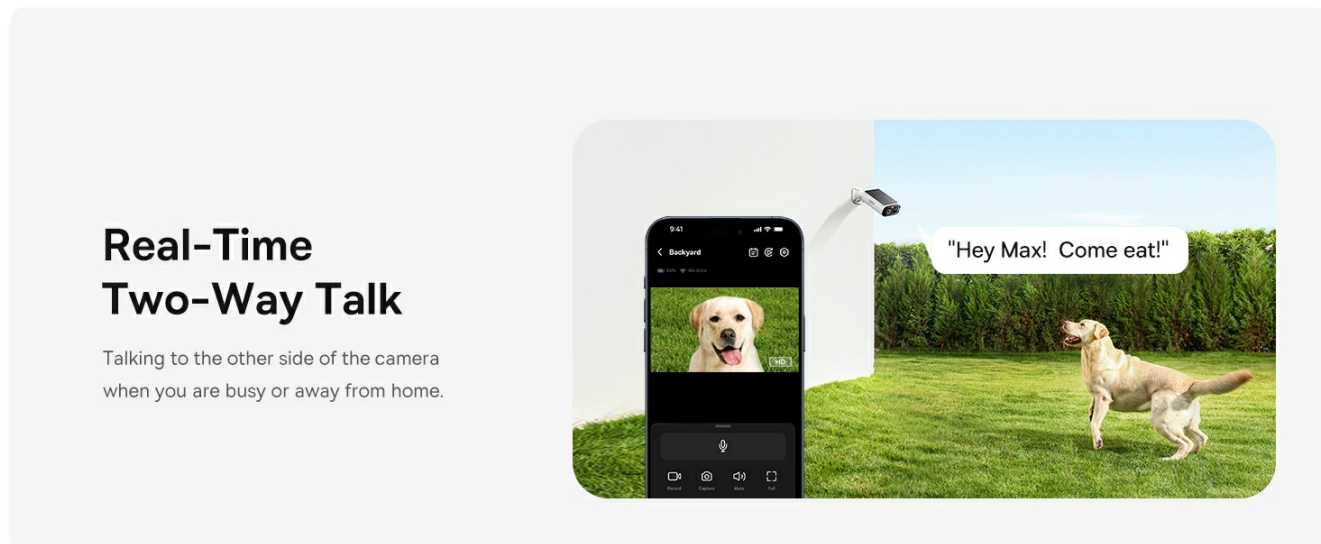 Real-Time
Two-Way Talk
Talking to the other side of the camera
when you are busy or away from home.
9:41
Backyard
HD
Record
Capture
Mute
Full
"Hey Max!  Come eat!"